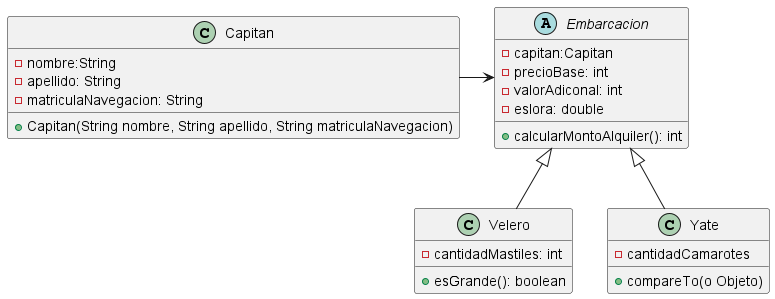 C Capitan
nombre:String
apellido: String
matriculaNavegacion: String
Capitan(String nombre, String apellido, String matriculaNavegacion)
A Embarcacion
capitan:Capitan
precioBase: int
valorAdiconal: int
eslora: double
calcularMontoAlquiler(): int
C Velero
cantidadMastiles: int
esGrande(): boolean
C Yate
cantidadCamarotes
compareTo(o Objeto)